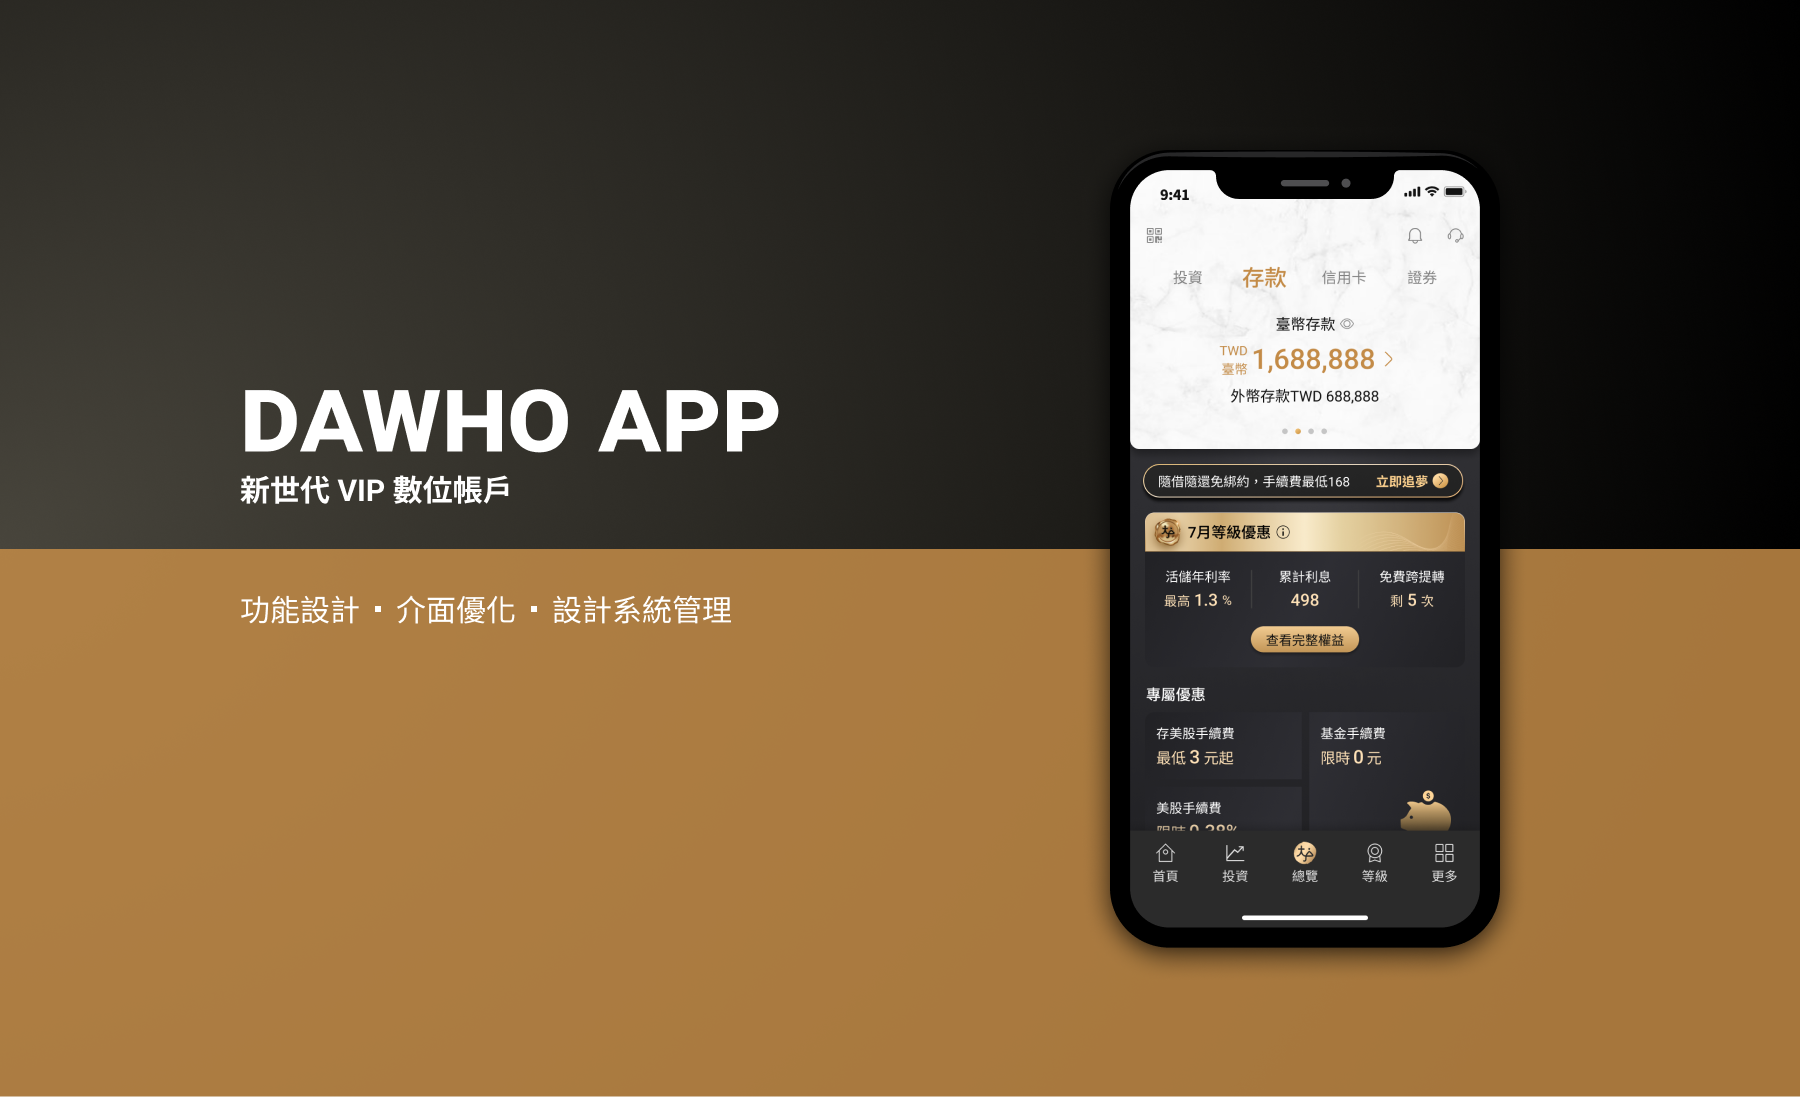 DAWHO APP
新世代 VIP 數位帳戶
功能設計 ▪ 介面優化 ▪ 設計系統管理
9:41
投資 存款 信用卡 證券
臺幣存款
TWD 臺幣 1,688,888
外幣存款TWD 688,888
隨借隨還免綁約，手續費最低168 立即追夢
7月等級優惠
活儲年利率 累計利息 免費跨提轉
最高 1.3 % 498 剩 5 次
查看完整權益
專屬優惠
存美股手續費 基金手續費
最低 3 元起 限時 0 元
美股手續費
限時 0.38%
首頁 投資 總覽 等級 更多